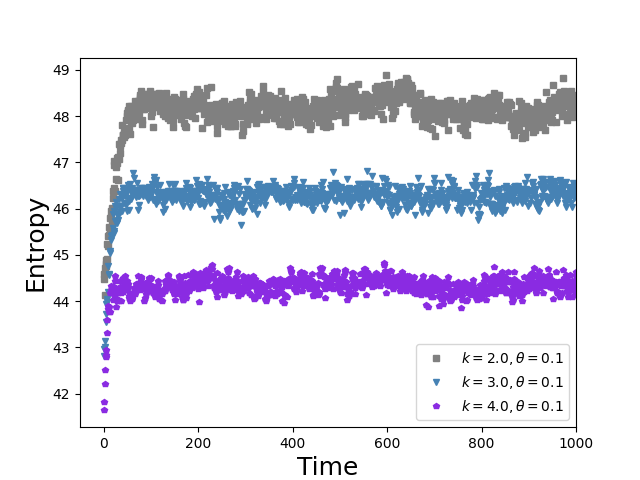 Entropy
49
48
47
46
45
44
43
42
0 200 400 600 800 1000
Time
k = 2.0, θ = 0.1
k = 3.0, θ = 0.1
k = 4.0, θ = 0.1